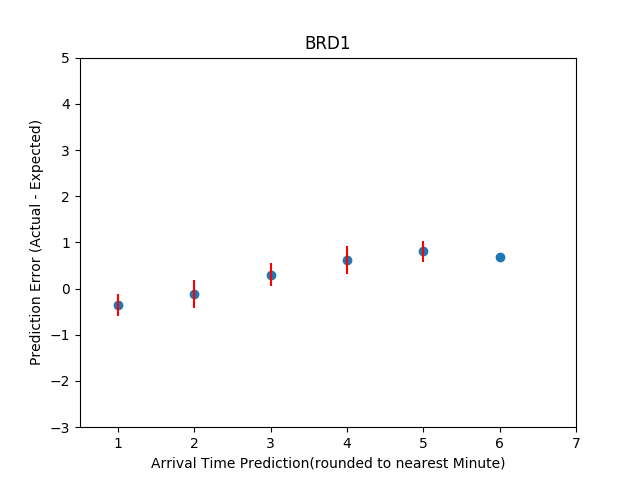 BRD1
5
4
3
2
1
0
−1
−2
−3
Prediction Error (Actual - Expected)
1 2 3 4 5 6 7
Arrival Time Prediction(rounded to nearest Minute)